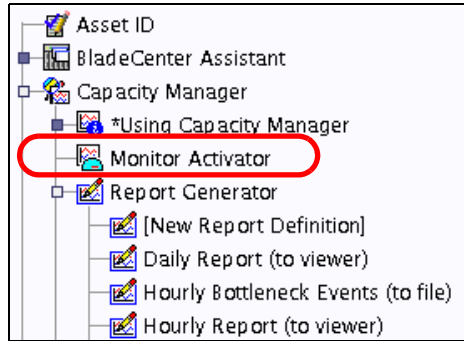 Asset ID
BladeCenter Assistant
Capacity Manager
*Using Capacity Manager
Monitor Activator
Report Generator
[New Report Definition]
Daily Report (to viewer)
Hourly Bottleneck Events (to file)
Hourly Report (to viewer)